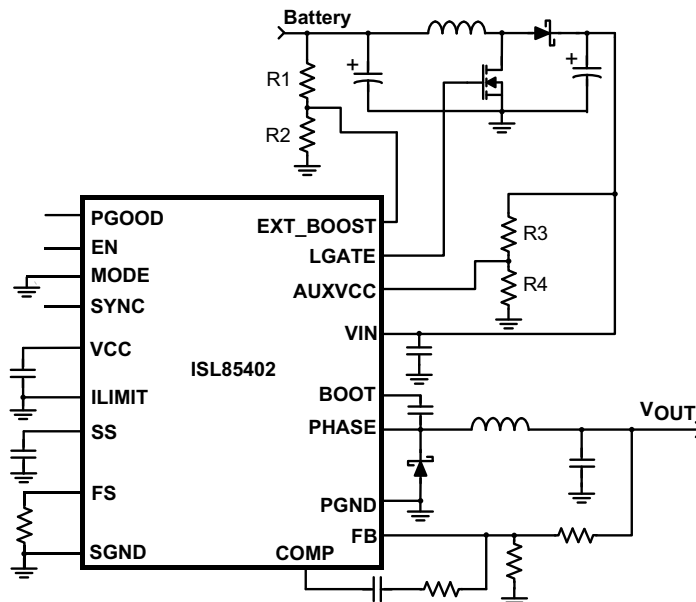 Battery
+
+
R1
R2
PGOOD
EXT_BOOST
EN
LGATE
R3
MODE
AUXVCC
R4
SYNC
VIN
VCC
ISL85402
BOOT
ILIMIT
PHASE
VOUT
SS
FS
PGND
FB
SGND
COMP